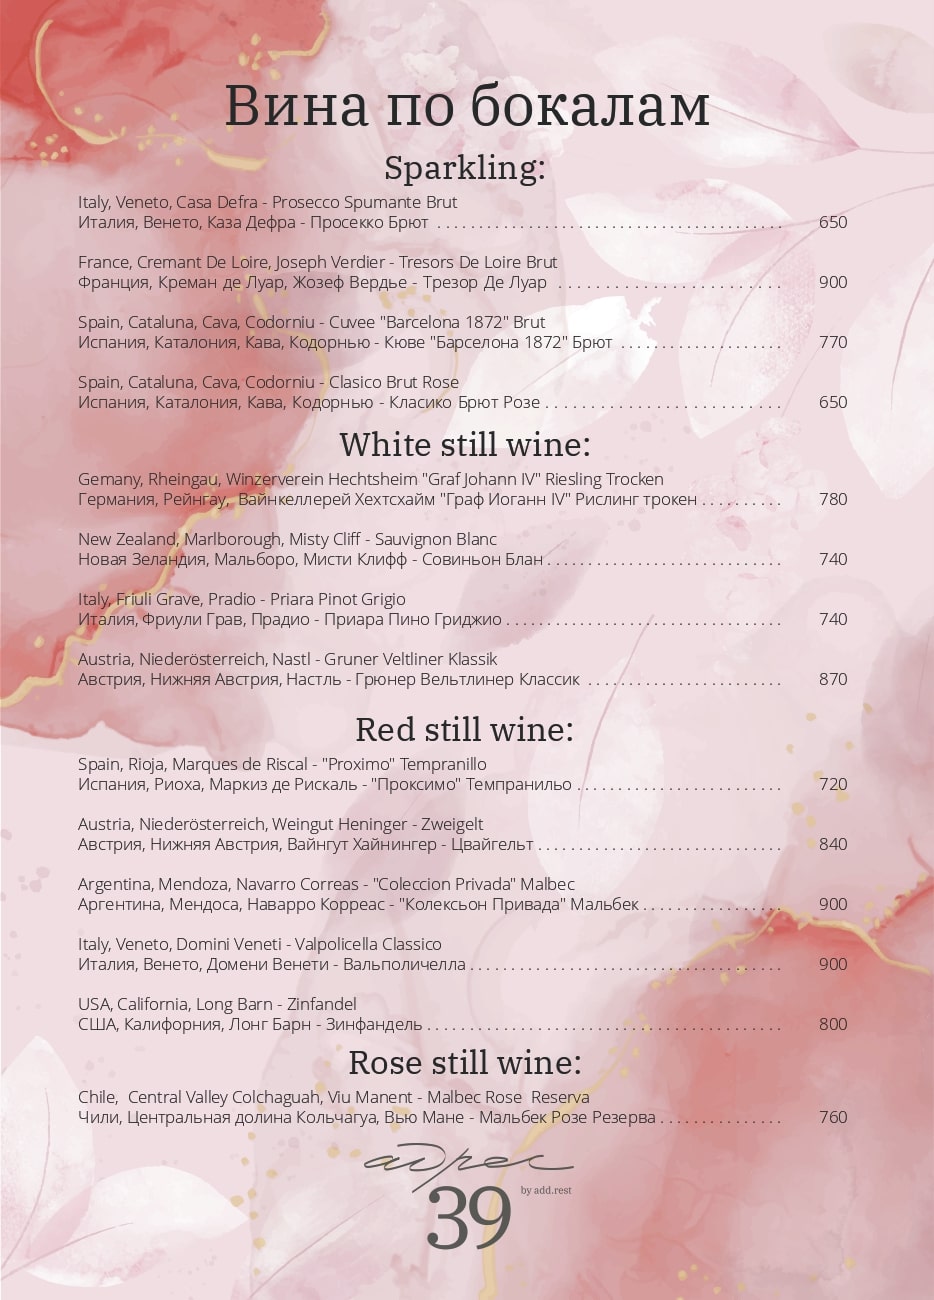 Вина по бокалам
Sparkling:
Italy, Veneto, Casa Defra - Prosecco Spumante Brut
Италия, Венето, Каза Дефра - Просекко Брют ........................................ 650
France, Cremant De Loire, Joseph Verdier - Tresors De Loire Brut
Франция, Креман де Луар, Жозеф Вердье - Трезор Де Луар .......................... 900
Spain, Cataluna, Cava, Codorniu - Cuvee "Barcelona 1872" Brut
Испания, Каталония, Кава, Кодорнью - Кюве "Барселона 1872" Брют ................... 770
Spain, Cataluna, Cava, Codorniu - Clasico Brut Rose
Испания, Каталония, Кава, Кодорнью - Класико Брют Розе ........................... 650
White still wine:
Gemany, Rheingau, Winzerverein Hechtsheim "Graf Johann IV" Riesling Trocken
Германия, Рейнгау, Вайнкеллерей Хехтсхайм "Граф Иоганн IV" Рислинг трокен .......... 780
New Zealand, Marlborough, Misty Cliff - Sauvignon Blanc
Новая Зеландия, Мальборо, Мисти Клифф - Совиньон Блан ........................... 740
Italy, Friuli Grave, Pradio - Priara Pinot Grigio
Италия, Фриули Грав, Прадио - Приара Пино Гриджио ................................ 740
Austria, Niederösterreich, Nastl - Gruner Veltliner Klassik
Австрия, Нижняя Австрия, Настль - Грюнер Вельтлинер Классик ....................... 870
Red still wine:
Spain, Rioja, Marques de Riscal - "Proximo" Tempranillo
Испания, Риоха, Маркиз де Рискаль - "Проксимо" Темпранильо ........................ 720
Austria, Niederösterreich, Weingut Heninger - Zweigelt
Австрия, Нижняя Австрия, Вайнгут Хайнингер - Цвайгельт ............................ 840
Argentina, Mendoza, Navarro Correas - "Coleccion Privada" Malbec
Аргентина, Мендоса, Наварро Корреас - "Колексьон Привада" Мальбек ................. 900
Italy, Veneto, Domini Veneti - Valpolicella Classico
Италия, Венето, Домени Венети - Вальполичелла .................................... 900
USA, California, Long Barn - Zinfandel
США, Калифорния, Лонг Барн - Зинфандель ......................................... 800
Rose still wine:
Chile, Central Valley Colchaguah, Viu Manent - Malbec Rose Reserva
Чили, Центральная долина Кольчагуа, Вью Мане - Мальбек Розе Резерва ............... 760
адрес
39 by add.rest